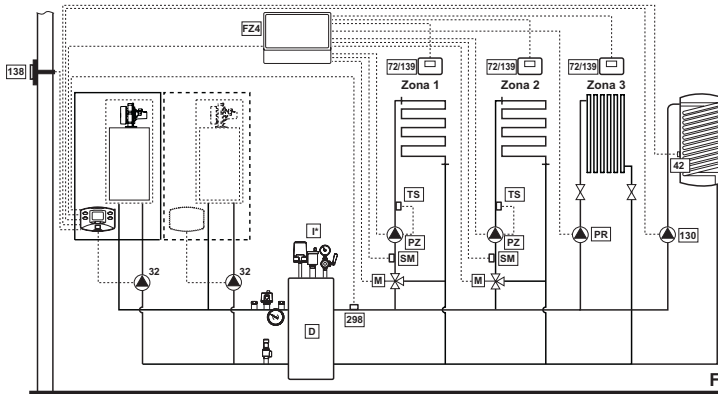 FZ4
138
72/139
72/139
72/139
Zona 1
Zona 2
Zona 3
42
TS
TS
I*
PZ
PZ
PR
130
SM
SM
32
32
M
M
298
D
F